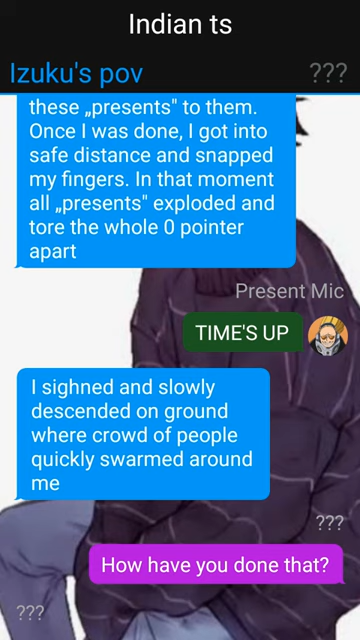 Indian ts
Izuku's pov
???
these „presents" to them.
Once I was done, I got into
safe distance and snapped
my fingers. In that moment
all „presents" exploded and
tore the whole 0 pointer
apart
Present Mic
TIME'S UP
I sighned and slowly
descended on ground
where crowd of people
quickly swarmed around
me
???
How have you done that?
???